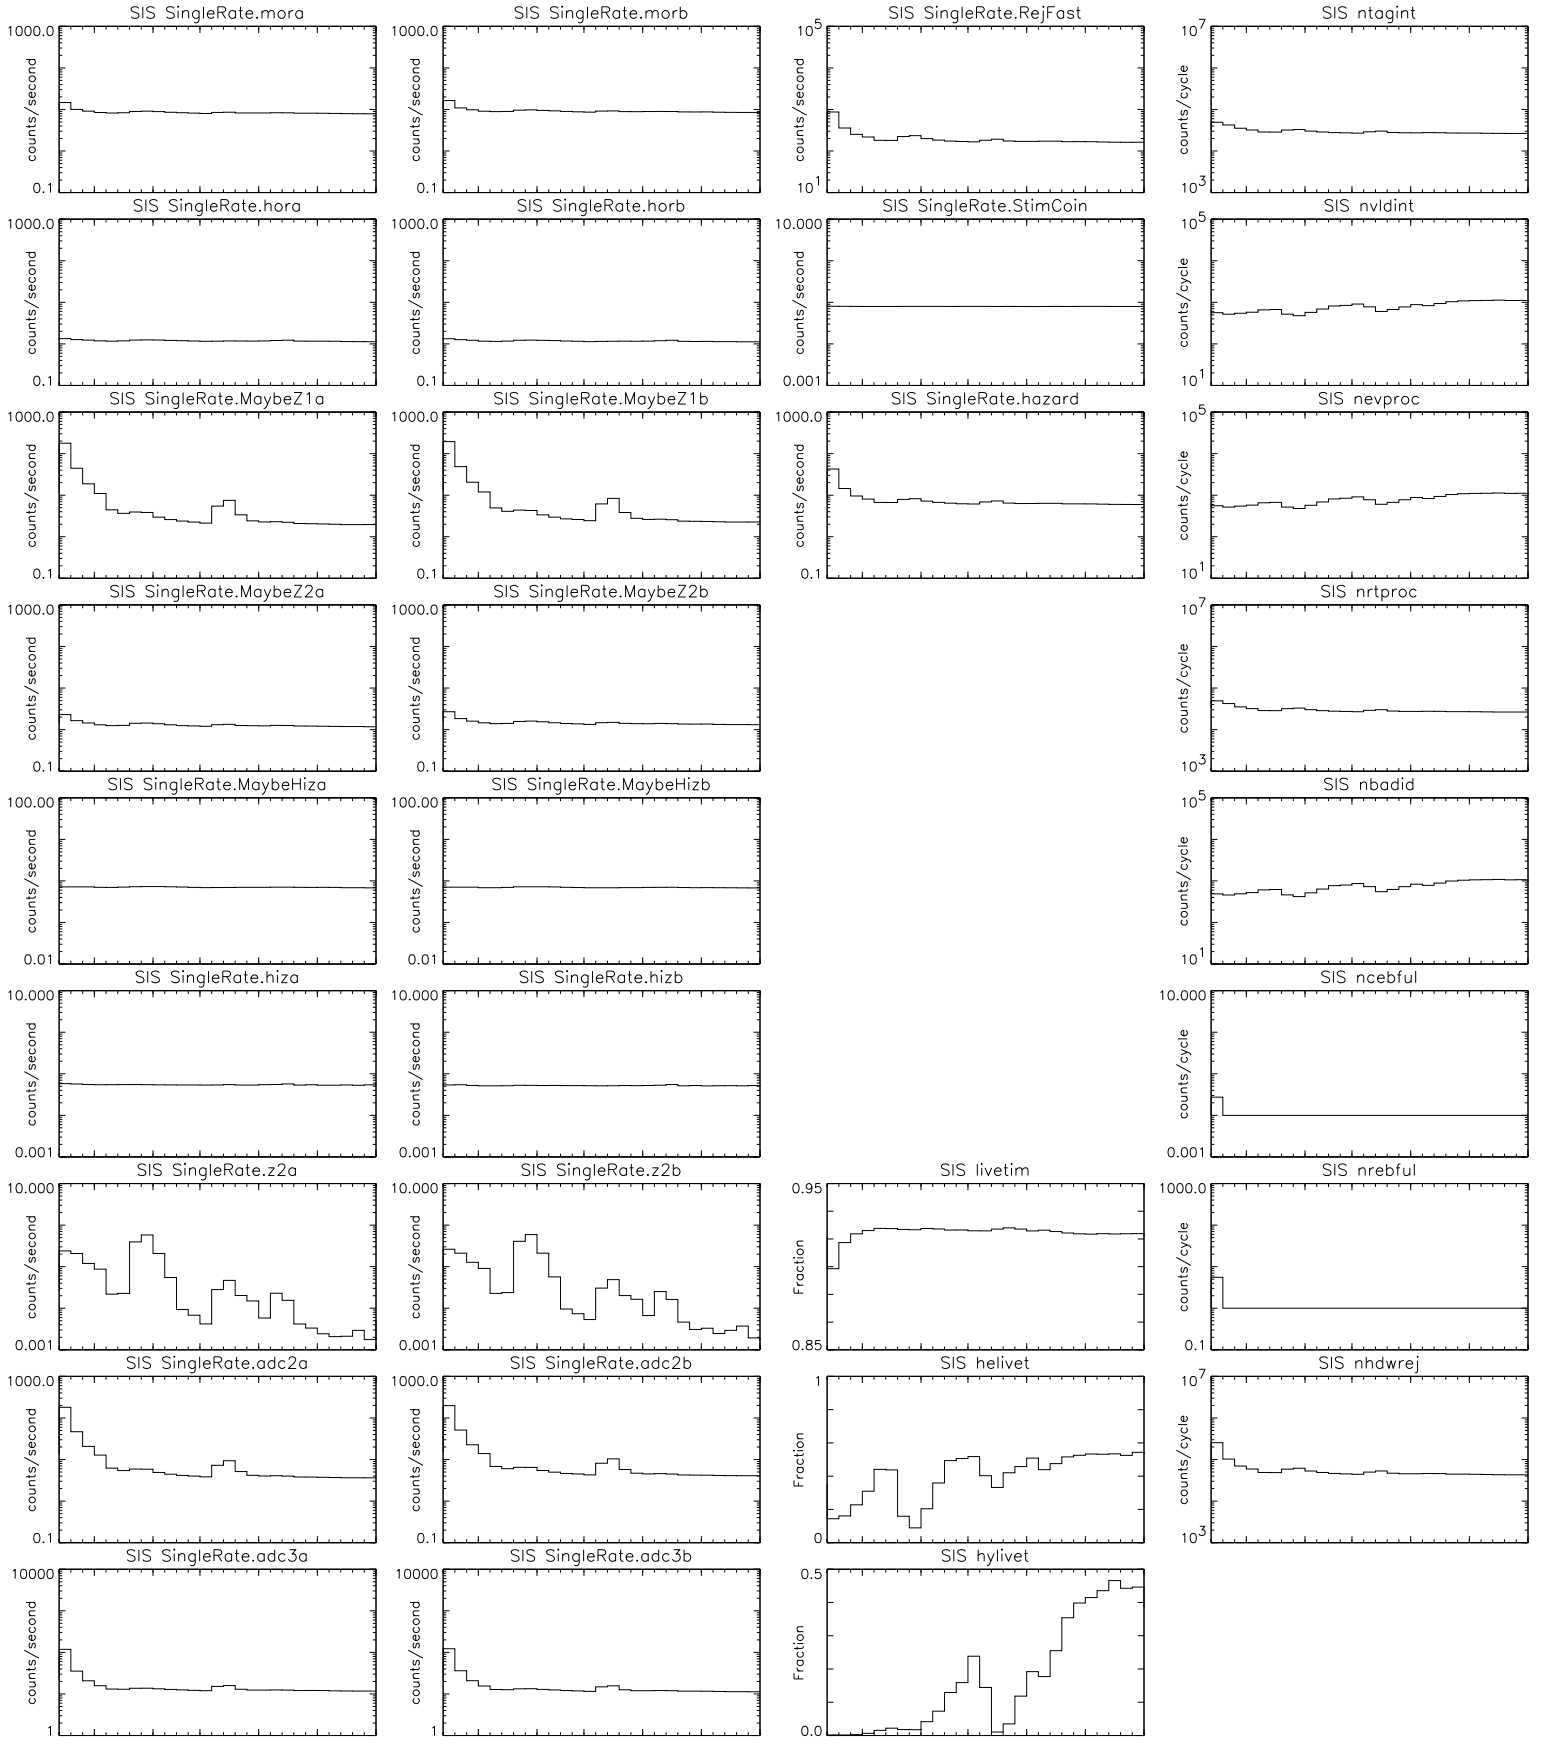 SIS SingleRate.mora
SIS SingleRate.morb
SIS SingleRate.RejFast
SIS ntagint
1000.0
counts/second
0.1
1000.0
counts/second
0.1
10^5
counts/second
10^1
10^7
counts/cycle
10^3
SIS SingleRate.hora
SIS SingleRate.horb
SIS SingleRate.StimCoin
SIS nvldint
1000.0
counts/second
0.1
1000.0
counts/second
0.1
10.000
counts/second
0.001
10^5
counts/cycle
10^1
SIS SingleRate.MaybeZ1a
SIS SingleRate.MaybeZ1b
SIS SingleRate.hazard
SIS nevproc
1000.0
counts/second
0.1
1000.0
counts/second
0.1
1000.0
counts/second
0.1
10^5
counts/cycle
10^1
SIS SingleRate.MaybeZ2a
SIS SingleRate.MaybeZ2b
SIS nrtproc
1000.0
counts/second
0.1
1000.0
counts/second
0.1
10^7
counts/cycle
10^3
SIS SingleRate.MaybeHiza
SIS SingleRate.MaybeHizb
SIS nbadid
100.00
counts/second
0.01
100.00
counts/second
0.01
10^5
counts/cycle
10^1
SIS SingleRate.hiza
SIS SingleRate.hizb
SIS ncebful
10.000
counts/second
0.001
10.000
counts/second
0.001
10.000
counts/cycle
0.001
SIS SingleRate.z2a
SIS SingleRate.z2b
SIS livetim
SIS nrebful
10.000
counts/second
0.001
10.000
counts/second
0.001
0.95
Fraction
0.85
1000.0
counts/cycle
0.1
SIS SingleRate.adc2a
SIS SingleRate.adc2b
SIS helivet
SIS nhdwrej
1000.0
counts/second
0.1
1000.0
counts/second
0.1
1
Fraction
0
10^7
counts/cycle
10^3
SIS SingleRate.adc3a
SIS SingleRate.adc3b
SIS hylivet
10000
counts/second
1
10000
counts/second
1
0.5
Fraction
0.0